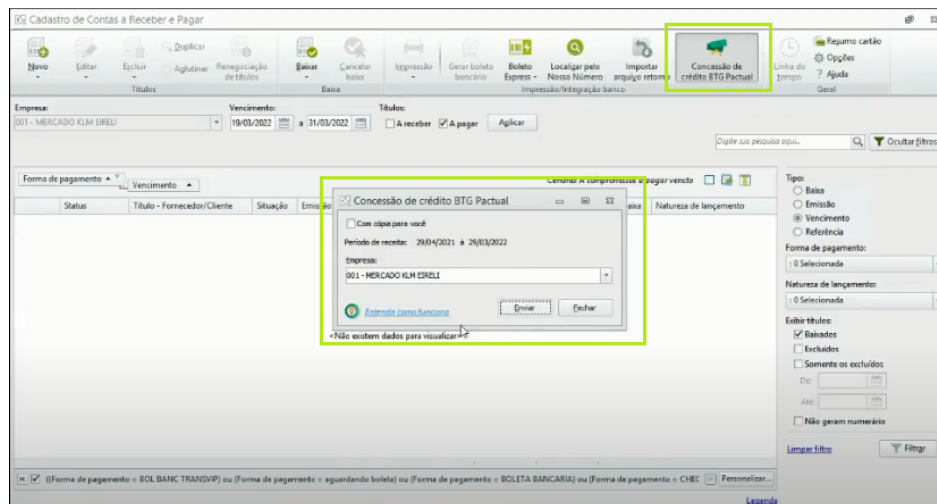 Cadastro de Contas a Receber e Pagar
Novo
Editar
Excluir
Duplicar
Aglutinar
Renegociação de títulos
Títulos
Baixar
Cancelar baixa
Baixa
Impressão
Gerar boleto bancário
Boleto Express
Localizar pelo Nosso Número
Importar arquivo retorno
Impressão/Integração banco
Concessão de crédito BTG Pactual
Linha do tempo
Resumo cartão
Opções
? Ajuda
Geral
Empresa:
001 - MERCADO KLM EIRELI
Vencimento:
19/03/2022 a 31/03/2022
Títulos:
A receber A pagar
Aplicar
Digite sua pesquisa aqui...
Ocultar filtros
Forma de pagamento
Vencimento
Cenário: A compromissos a pagar vencto
Status Título - Fornecedor/Cliente Situação Emissão aixa Natureza de lançamento
Concessão de crédito BTG Pactual
Com cópia para você
Período de receita: 29/04/2021 à 29/03/2022
Empresa:
001 - MERCADO KLM EIRELI
Entenda como funciona
Enviar
Fechar
<Não existem dados para visualizar>
Tipo:
Baixa
Emissão
Vencimento
Referência
Forma de pagamento:
: 0 Selecionada
Natureza de lançamento:
: 0 Selecionada
Exibir títulos:
Baixados
Excluídos
Somente os excluídos
De:
Até:
Não geram numerário
Limpar filtro
Filtrar
((Forma de pagamento = BOL BANC TRANSVIP) ou (Forma de pagamento = aguardando boleto) ou (Forma de pagamento = BOLETA BANCARIA) ou (Forma de pagamento = CHEC
Personalizar...
Legenda